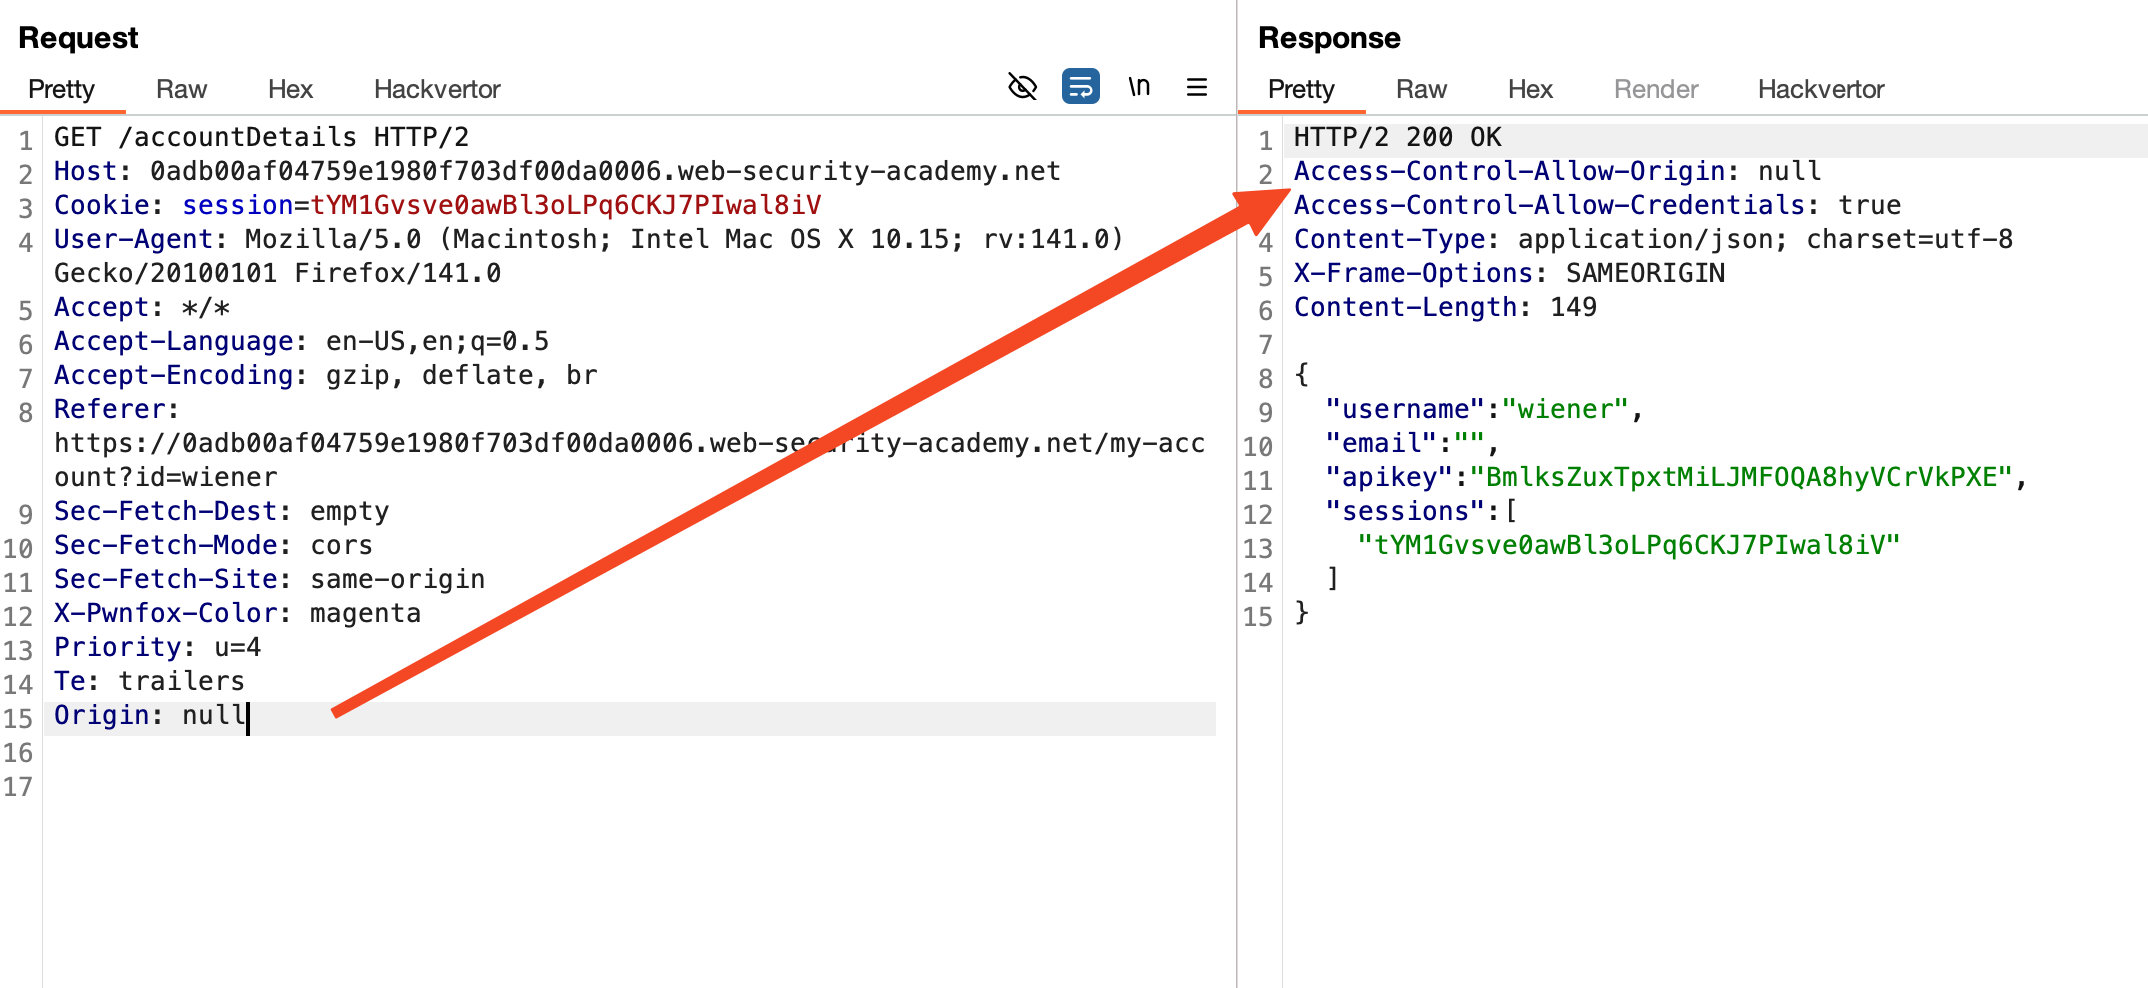 Request
Pretty Raw Hex Hackvertor \n
1 GET /accountDetails HTTP/2
2 Host: 0adb00af04759e1980f703df00da0006.web-security-academy.net
3 Cookie: session=tYM1Gvsve0awBl3oLPq6CKJ7PIwal8iV
4 User-Agent: Mozilla/5.0 (Macintosh; Intel Mac OS X 10.15; rv:141.0)
Gecko/20100101 Firefox/141.0
5 Accept: */*
6 Accept-Language: en-US,en;q=0.5
7 Accept-Encoding: gzip, deflate, br
8 Referer:
https://0adb00af04759e1980f703df00da0006.web-security-academy.net/my-acc
ount?id=wiener
9 Sec-Fetch-Dest: empty
10 Sec-Fetch-Mode: cors
11 Sec-Fetch-Site: same-origin
12 X-Pwnfox-Color: magenta
13 Priority: u=4
14 Te: trailers
15 Origin: null
16
17
Response
Pretty Raw Hex Render Hackvertor
1 HTTP/2 200 OK
2 Access-Control-Allow-Origin: null
Access-Control-Allow-Credentials: true
4 Content-Type: application/json; charset=utf-8
5 X-Frame-Options: SAMEORIGIN
6 Content-Length: 149
7
8 {
9 "username":"wiener",
10 "email":"",
11 "apikey":"BmlksZuxTpxtMiLJMFOQA8hyVCrVkPXE",
12 "sessions":[
13 "tYM1Gvsve0awBl3oLPq6CKJ7PIwal8iV"
14 ]
15 }